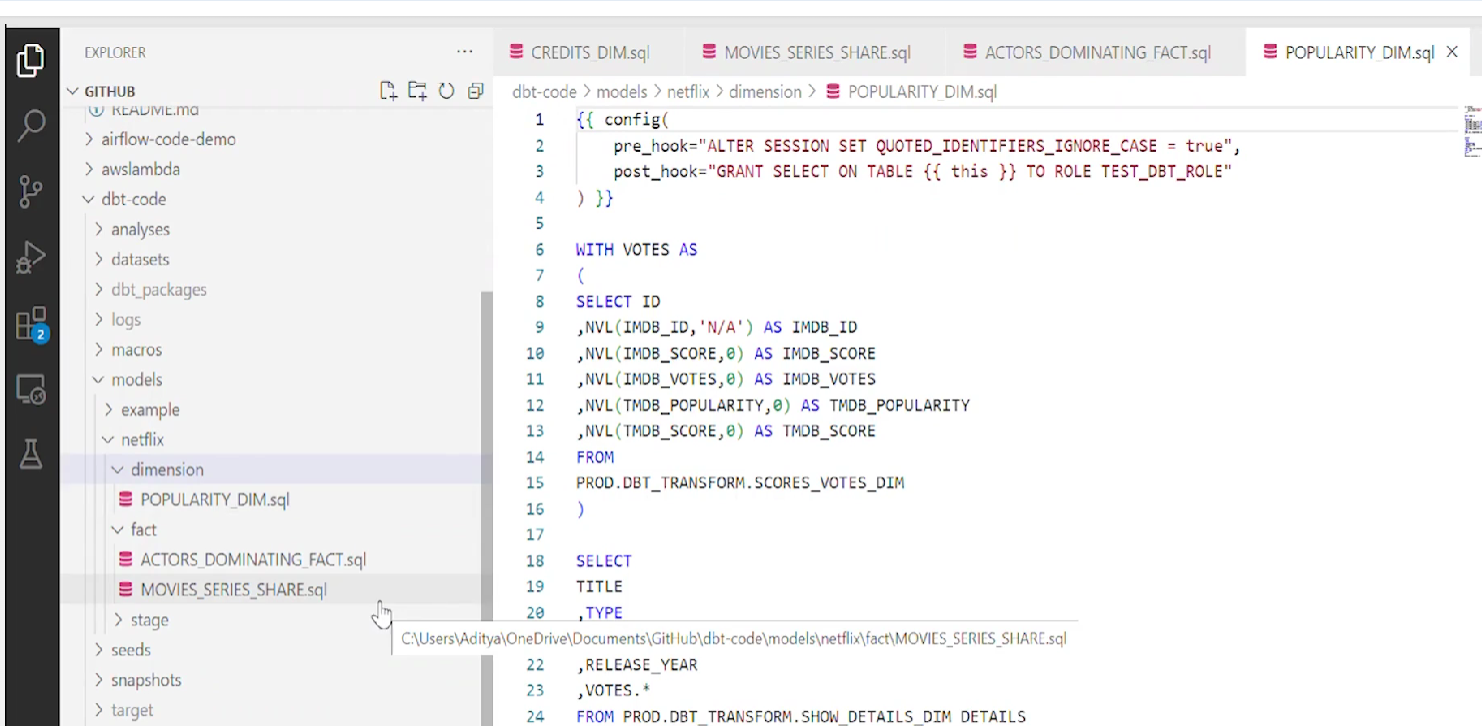 EXPLORER
...
GITHUB
README.md
airflow-code-demo
awslambda
dbt-code
analyses
datasets
dbt_packages
logs
macros
models
example
netflix
dimension
POPULARITY_DIM.sql
fact
ACTORS_DOMINATING_FACT.sql
MOVIES_SERIES_SHARE.sql
stage
seeds
snapshots
target
2
CREDITS_DIM.sql
MOVIES_SERIES_SHARE.sql
ACTORS_DOMINATING_FACT.sql
POPULARITY_DIM.sql
dbt-code > models > netflix > dimension > POPULARITY_DIM.sql
1 {{ config(
2 pre_hook="ALTER SESSION SET QUOTED_IDENTIFIERS_IGNORE_CASE = true",
3 post_hook="GRANT SELECT ON TABLE {{ this }} TO ROLE TEST_DBT_ROLE"
4 ) }}
5
6 WITH VOTES AS
7 (
8 SELECT ID
9 ,NVL(IMDB_ID,'N/A') AS IMDB_ID
10 ,NVL(IMDB_SCORE,0) AS IMDB_SCORE
11 ,NVL(IMDB_VOTES,0) AS IMDB_VOTES
12 ,NVL(TMDB_POPULARITY,0) AS TMDB_POPULARITY
13 ,NVL(TMDB_SCORE,0) AS TMDB_SCORE
14 FROM
15 PROD.DBT_TRANSFORM.SCORES_VOTES_DIM
16 )
17
18 SELECT
19 TITLE
20 ,TYPE
C:\Users\Aditya\OneDrive\Documents\GitHub\dbt-code\models\netflix\fact\MOVIES_SERIES_SHARE.sql
22 ,RELEASE_YEAR
23 ,VOTES.*
24 FROM PROD.DBT_TRANSFORM.SHOW_DETAILS_DIM DETAILS